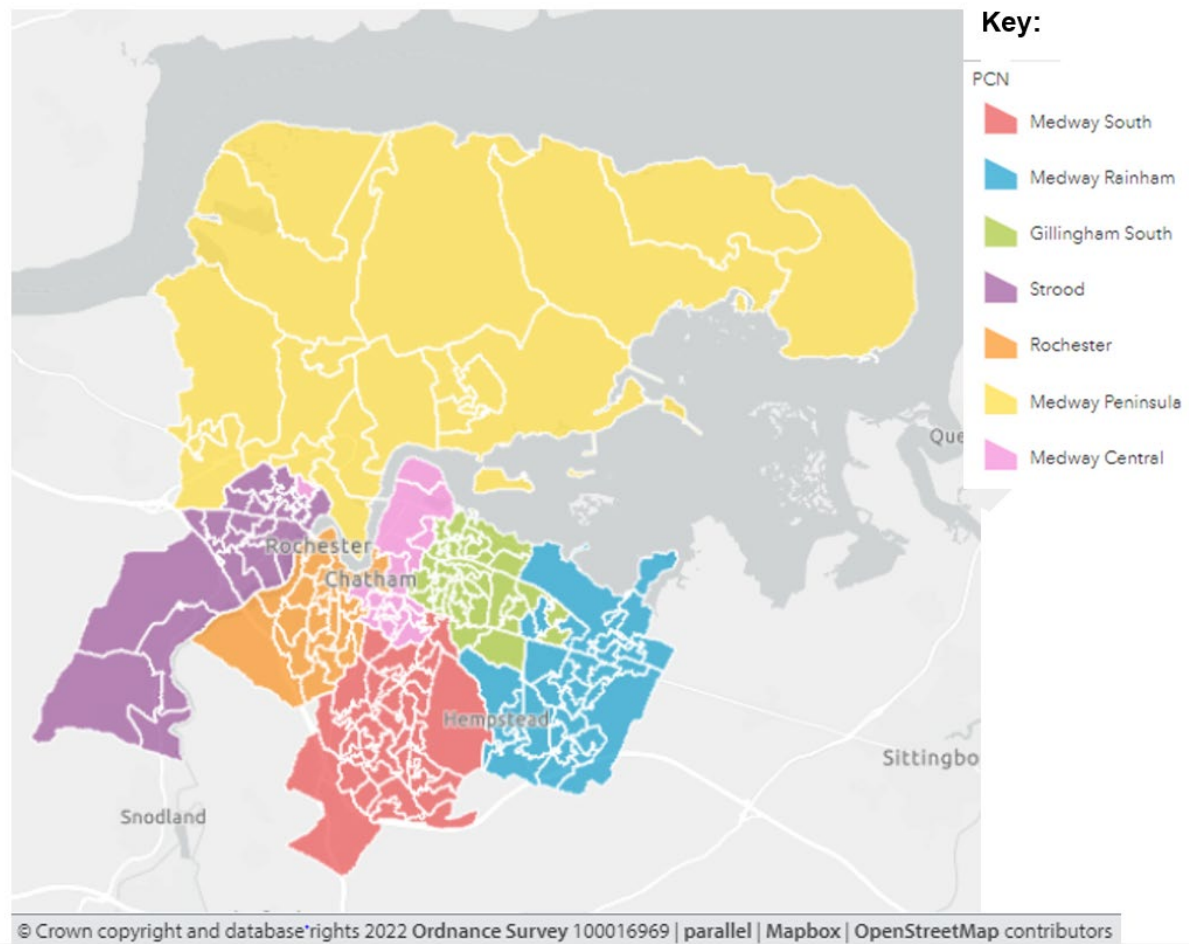 Key:
PCN
Medway South
Medway Rainham
Gillingham South
Strood
Rochester
Medway Peninsula
Medway Central
Que
Rochester
Chatham
Hempstead
Sittingbo
Snodland
© Crown copyright and database rights 2022 Ordnance Survey 100016969 | parallel | Mapbox | OpenStreetMap contributors